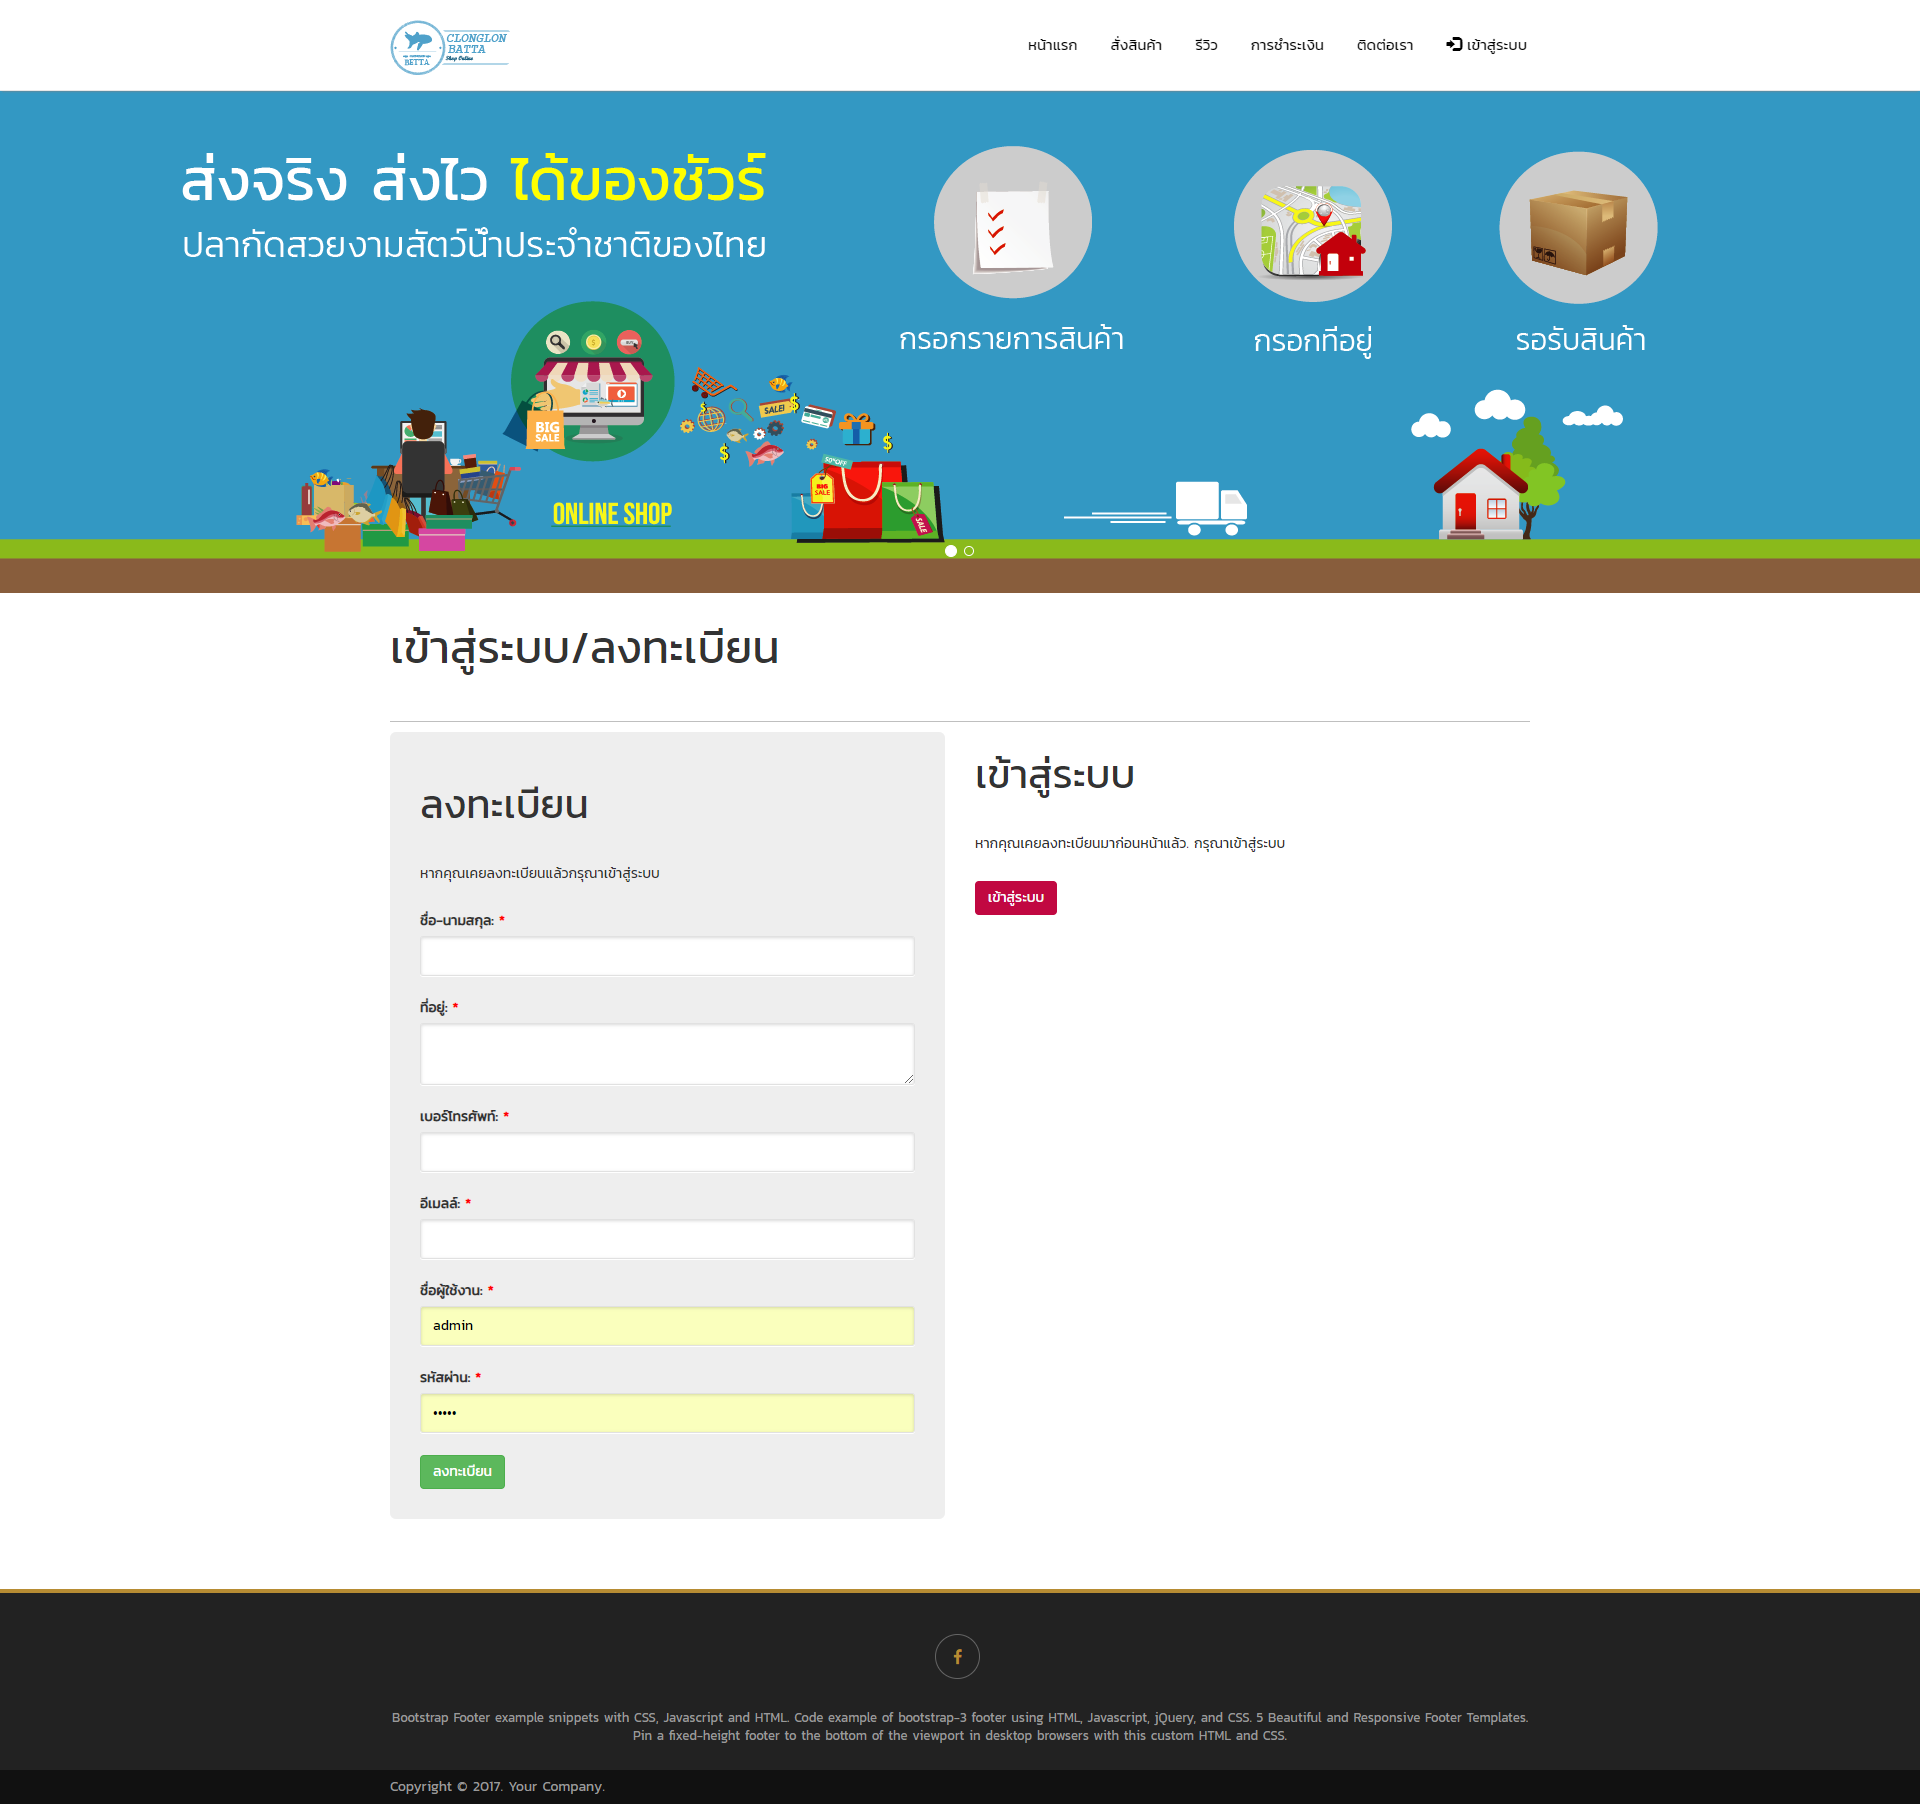 CLONGLON
BATTA
Shop Online
BETTA
หน้าแรก
สั่งสินค้า
รีวิว
การชำระเงิน
ติดต่อเรา
เข้าสู่ระบบ
ส่งจริง ส่งไว ได้ของชัวร์
ปลากัดสวยงามสัตว์น้ำประจำชาติของไทย
กรอกรายการสินค้า
กรอกที่อยู่
รอรับสินค้า
BIG
SALE
SALE!
50%OFF
BIG
SALE
SALE
ONLINE SHOP
เข้าสู่ระบบ/ลงทะเบียน
ลงทะเบียน
หากคุณเคยลงทะเบียนแล้วกรุณาเข้าสู่ระบบ
ชื่อ-นามสกุล: *
ที่อยู่: *
เบอร์โทรศัพท์: *
อีเมลล์: *
ชื่อผู้ใช้งาน: *
admin
รหัสผ่าน: *
•••••
ลงทะเบียน
เข้าสู่ระบบ
หากคุณเคยลงทะเบียนมาก่อนหน้าแล้ว. กรุณาเข้าสู่ระบบ
เข้าสู่ระบบ
Bootstrap Footer example snippets with CSS, Javascript and HTML. Code example of bootstrap-3 footer using HTML, Javascript, jQuery, and CSS. 5 Beautiful and Responsive Footer Templates.
Pin a fixed-height footer to the bottom of the viewport in desktop browsers with this custom HTML and CSS.
Copyright © 2017. Your Company.